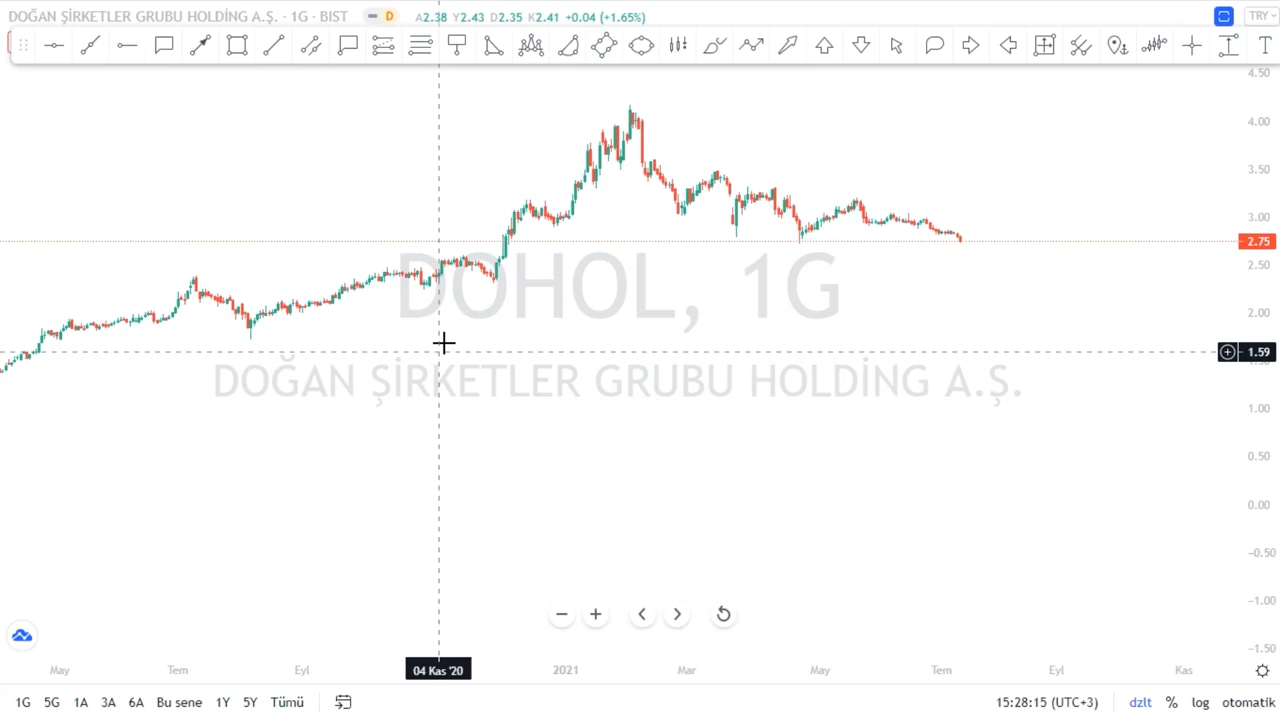 DOĞAN ŞİRKETLER GRUBU HOLDİNG A.Ş. · 1G · BIST D A2.38 Y2.43 D2.35 K2.41 +0.04 (+1.65%) TRY
T
4.50
4.00
3.50
3.00
2.75
2.50
DOHOL, 1G
2.00
1.59
DOĞAN ŞİRKETLER GRUBU HOLDİNG A.Ş.
1.00
0.50
0.00
−0.50
−1.00
−1.50
May Tem Eyl 04 Kas '20 2021 Mar May Tem Eyl Kas
1G 5G 1A 3A 6A Bu sene 1Y 5Y Tümü 15:28:15 (UTC+3) dzlt % log otomatik